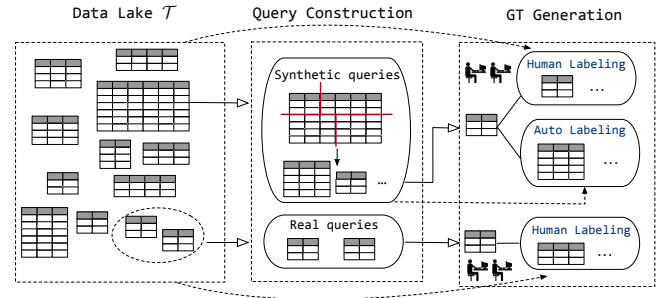 Data Lake 𝒯
Query Construction
GT Generation
Synthetic queries
...
Real queries
Human Labeling
...
Auto Labeling
...
Human Labeling
...